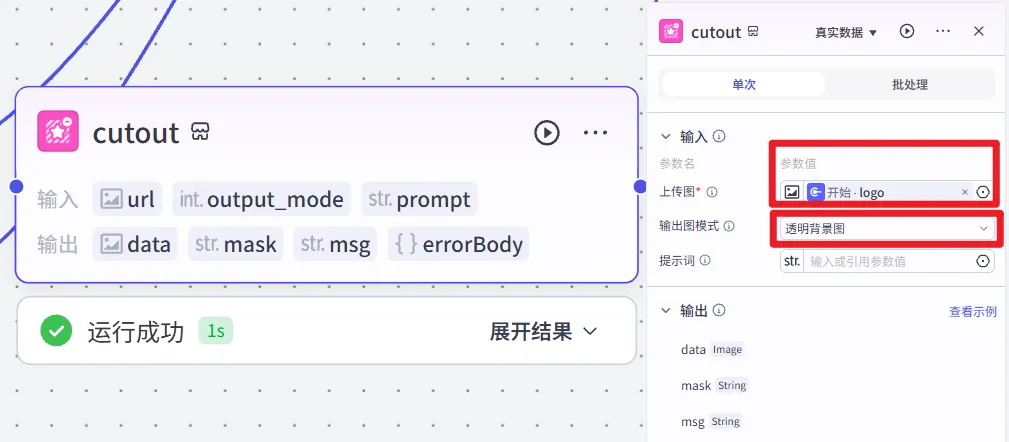 cutout
输入 url int. output_mode str. prompt
输出 data str. mask str. msg { } errorBody
运行成功 1s 展开结果
cutout 真实数据
单次 批处理
输入
参数名 参数值
上传图* 开始 · logo ×
输出图模式 透明背景图
提示词 str. 输入或引用参数值
输出 查看示例
data Image
mask String
msg String